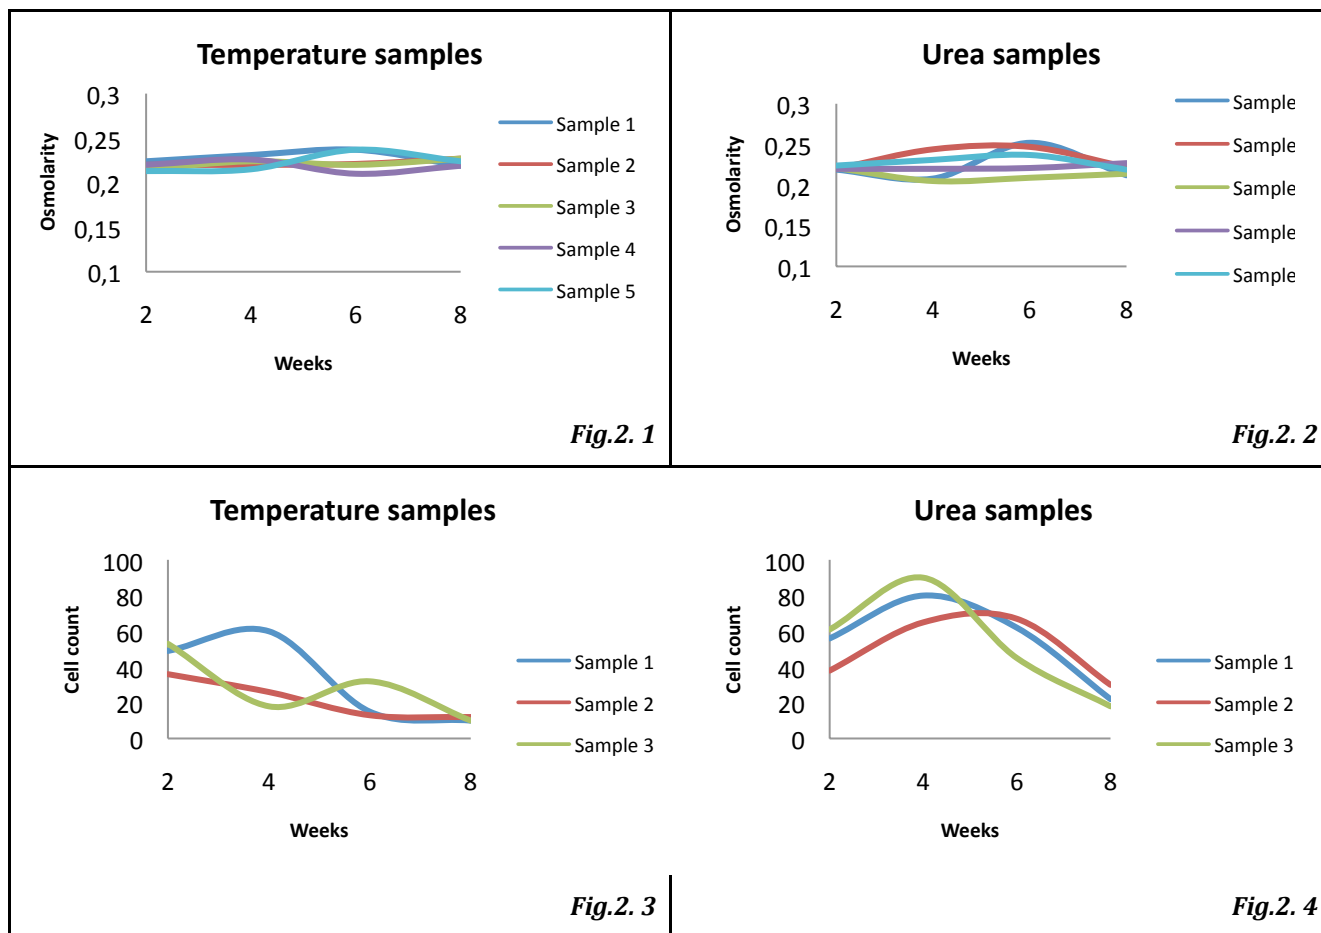 Temperature samples
0,3
0,25
0,2
0,15
0,1
Osmolarity
2 4 6 8
Weeks
Sample 1
Sample 2
Sample 3
Sample 4
Sample 5
Fig.2. 1
Urea samples
0,3
0,25
0,2
0,15
0,1
Osmolarity
2 4 6 8
Weeks
Sample
Sample
Sample
Sample
Sample
Fig.2. 2
Temperature samples
100
80
60
40
20
0
Cell count
2 4 6 8
Weeks
Sample 1
Sample 2
Sample 3
Fig.2. 3
Urea samples
100
80
60
40
20
0
Cell count
2 4 6 8
Weeks
Sample 1
Sample 2
Sample 3
Fig.2. 4